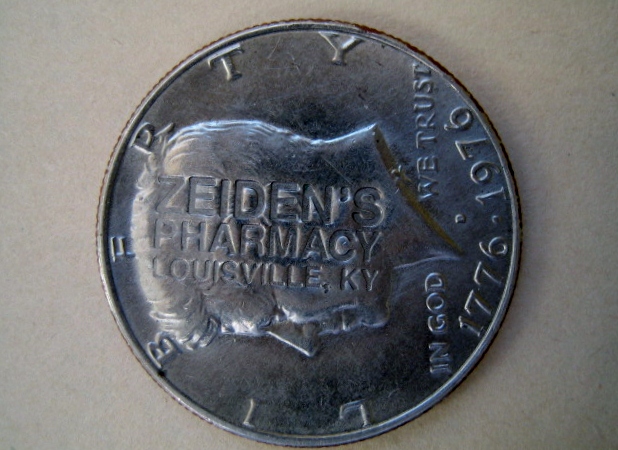 LIBERTY
ZEIDEN'S
PHARMACY
LOUISVILLE, KY
IN GOD WE TRUST
D
1776·1976